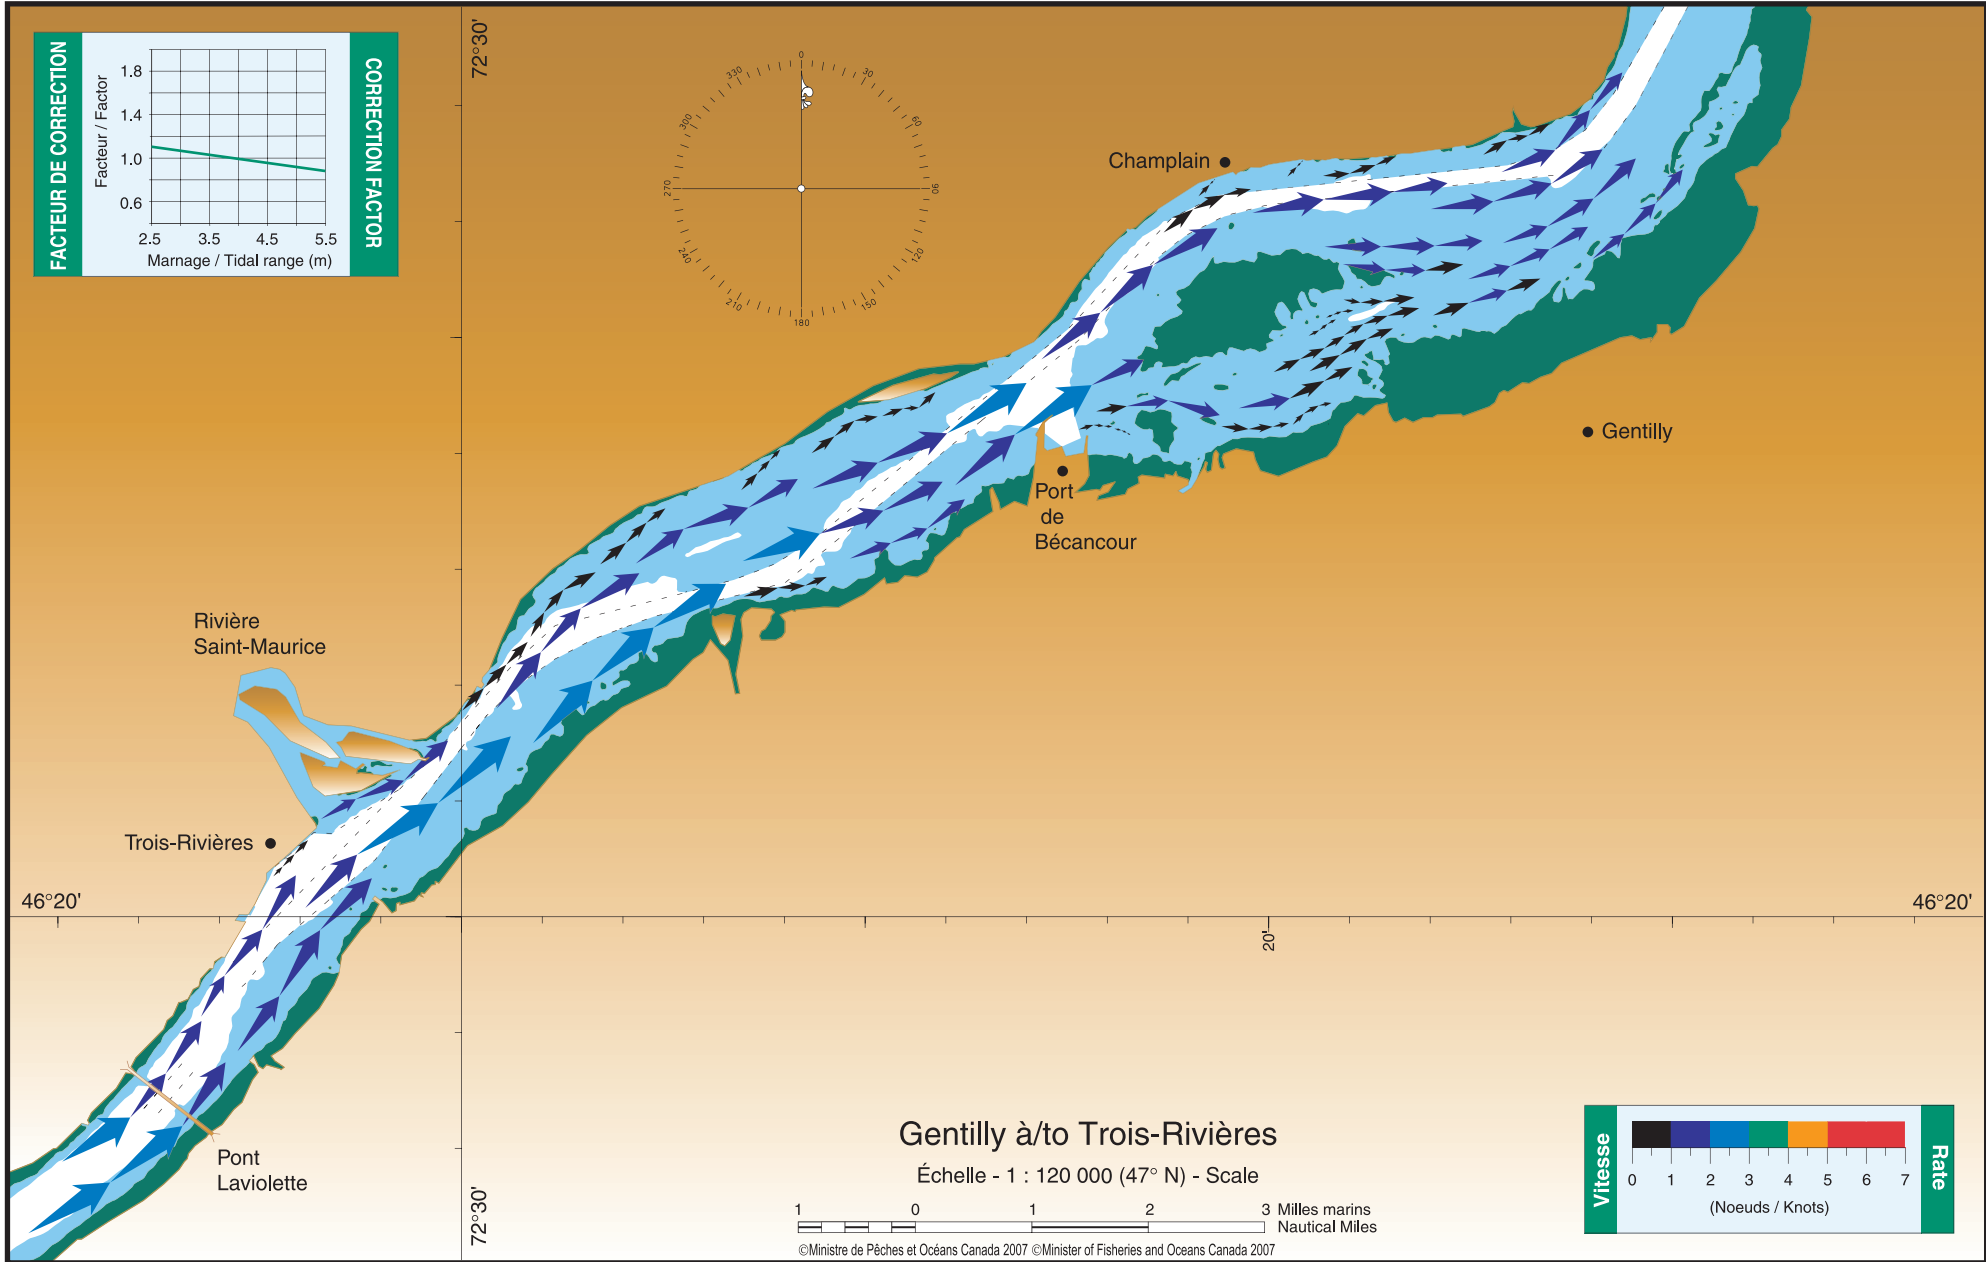 FACTEUR DE CORRECTION
Facteur / Factor
1.8
1.4
1.0
0.6
2.5 3.5 4.5 5.5
Marnage / Tidal range (m)
CORRECTION FACTOR
72°30'
0
30
60
90
120
150
180
210
240
270
300
330
Champlain
Gentilly
Port
de
Bécancour
Rivière
Saint-Maurice
Trois-Rivières
46°20'
46°20'
20'
Pont
Laviolette
72°30'
Gentilly à/to Trois-Rivières
Échelle - 1 : 120 000 (47° N) - Scale
1 0 1 2 3 Milles marins
Nautical Miles
©Ministre de Pêches et Océans Canada 2007 ©Minister of Fisheries and Oceans Canada 2007
Vitesse
0 1 2 3 4 5 6 7
(Noeuds / Knots)
Rate